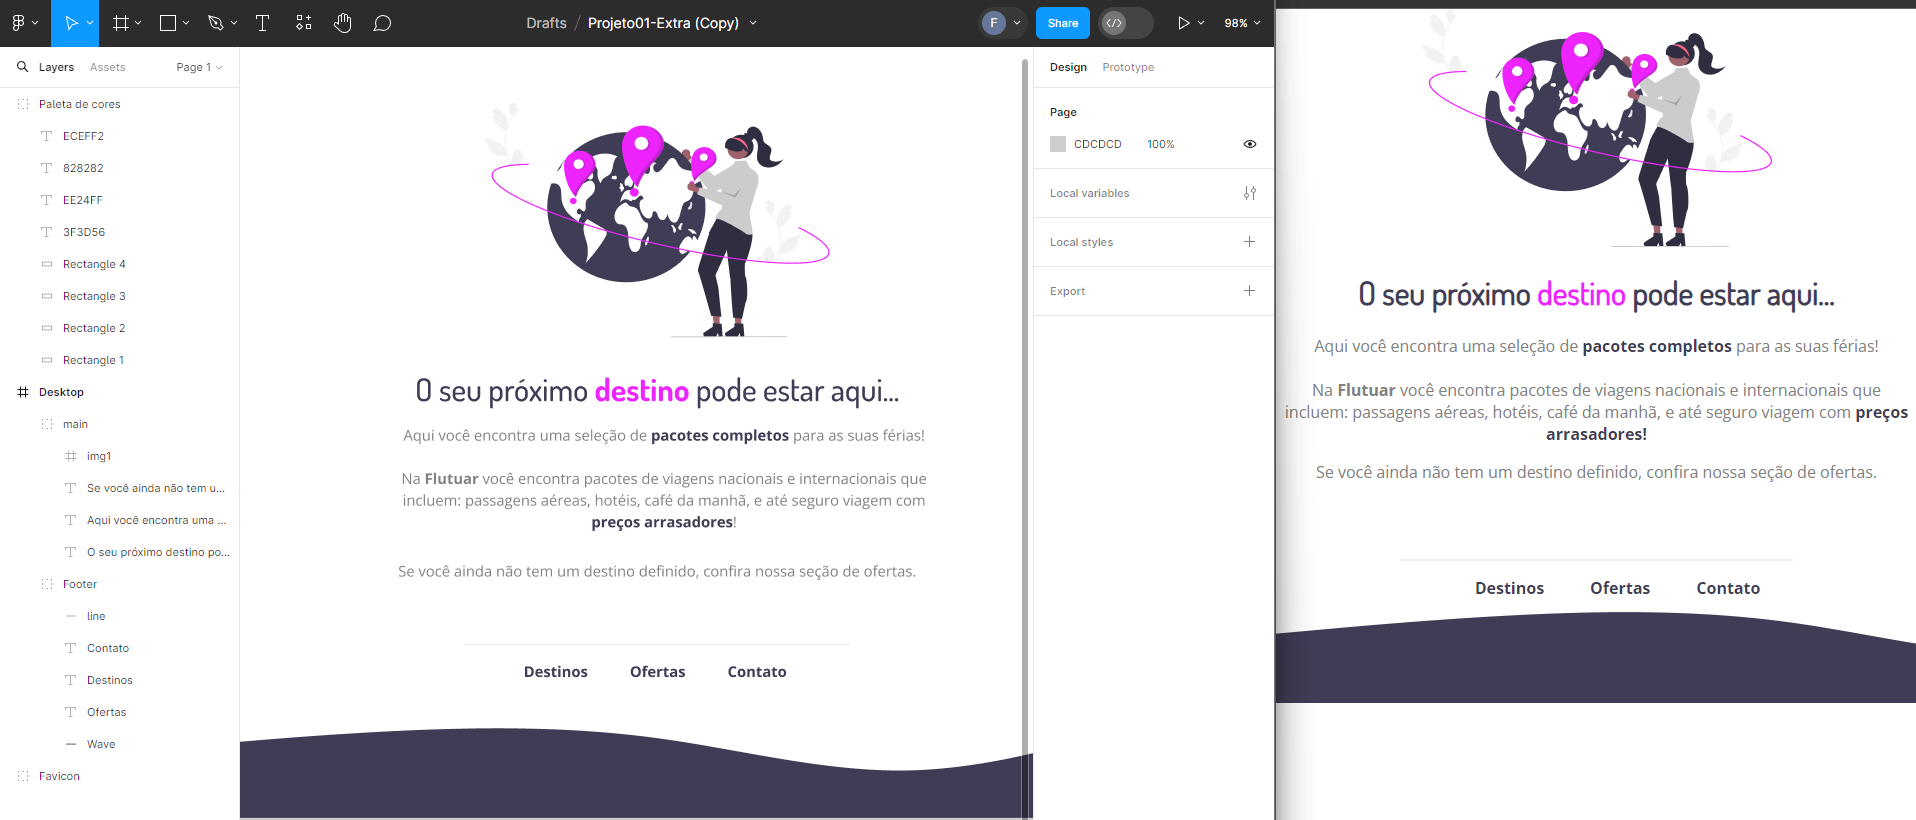 Drafts / Projeto01-Extra (Copy)
F
Share
</>
98%
Layers
Assets
Page 1
Paleta de cores
ECEFF2
828282
EE24FF
3F3D56
Rectangle 4
Rectangle 3
Rectangle 2
Rectangle 1
Desktop
main
img1
Se você ainda não tem u...
Aqui você encontra uma ...
O seu próximo destino po...
Footer
line
Contato
Destinos
Ofertas
Wave
Favicon
O seu próximo destino pode estar aqui...
Aqui você encontra uma seleção de pacotes completos para as suas férias!
Na Flutuar você encontra pacotes de viagens nacionais e internacionais que
incluem: passagens aéreas, hotéis, café da manhã, e até seguro viagem com
preços arrasadores!
Se você ainda não tem um destino definido, confira nossa seção de ofertas.
Destinos Ofertas Contato
Design
Prototype
Page
CDCDCD 100%
Local variables
Local styles
Export
O seu próximo destino pode estar aqui...
Aqui você encontra uma seleção de pacotes completos para as suas férias!
Na Flutuar você encontra pacotes de viagens nacionais e internacionais que
incluem: passagens aéreas, hotéis, café da manhã, e até seguro viagem com preços
arrasadores!
Se você ainda não tem um destino definido, confira nossa seção de ofertas.
Destinos Ofertas Contato